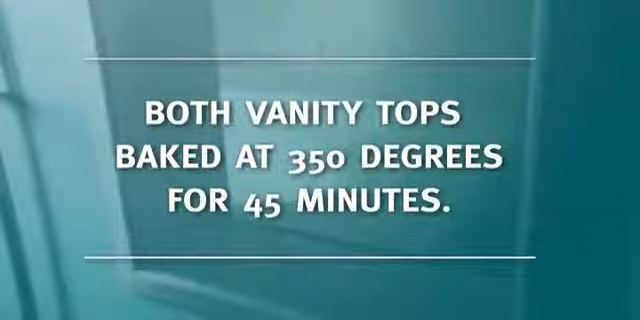 BOTH VANITY TOPS
BAKED AT 350 DEGREES
FOR 45 MINUTES.